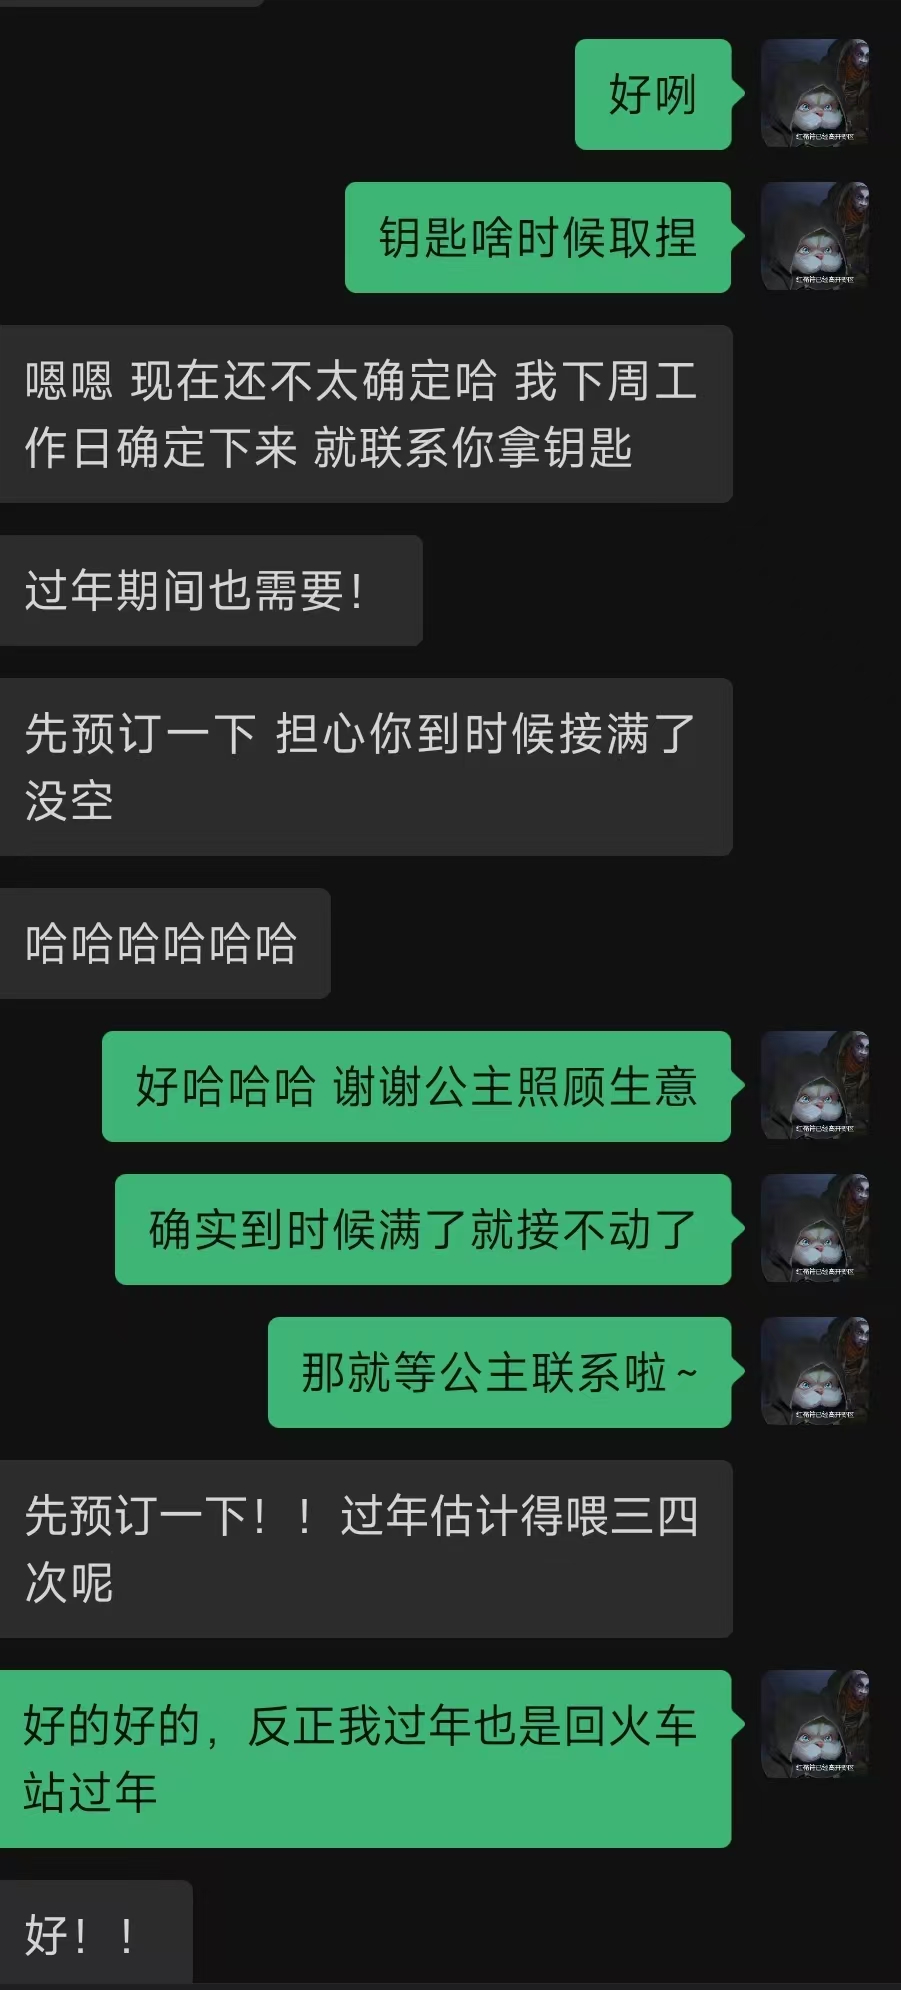 好咧
钥匙啥时候取捏
嗯嗯 现在还不太确定哈 我下周工
作日确定下来 就联系你拿钥匙
过年期间也需要！
先预订一下 担心你到时候接满了
没空
哈哈哈哈哈哈
好哈哈哈 谢谢公主照顾生意
确实到时候满了就接不动了
那就等公主联系啦~
先预订一下！！过年估计得喂三四
次呢
好的好的，反正我过年也是回火车
站过年
好！！